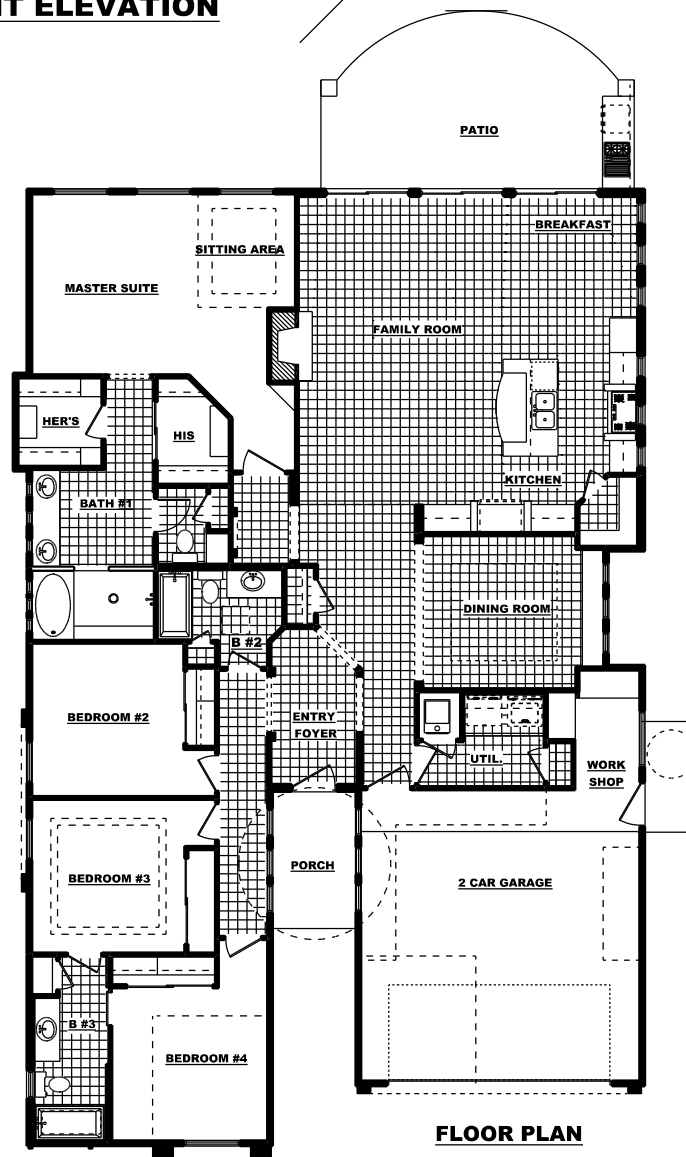 IT ELEVATION
PATIO
BREAKFAST
SITTING AREA
MASTER SUITE
FAMILY ROOM
HER'S
HIS
KITCHEN
BATH #1
DINING ROOM
B #2
BEDROOM #2
ENTRY
FOYER
UTIL.
WORK
SHOP
PORCH
BEDROOM #3
2 CAR GARAGE
B #3
BEDROOM #4
FLOOR PLAN